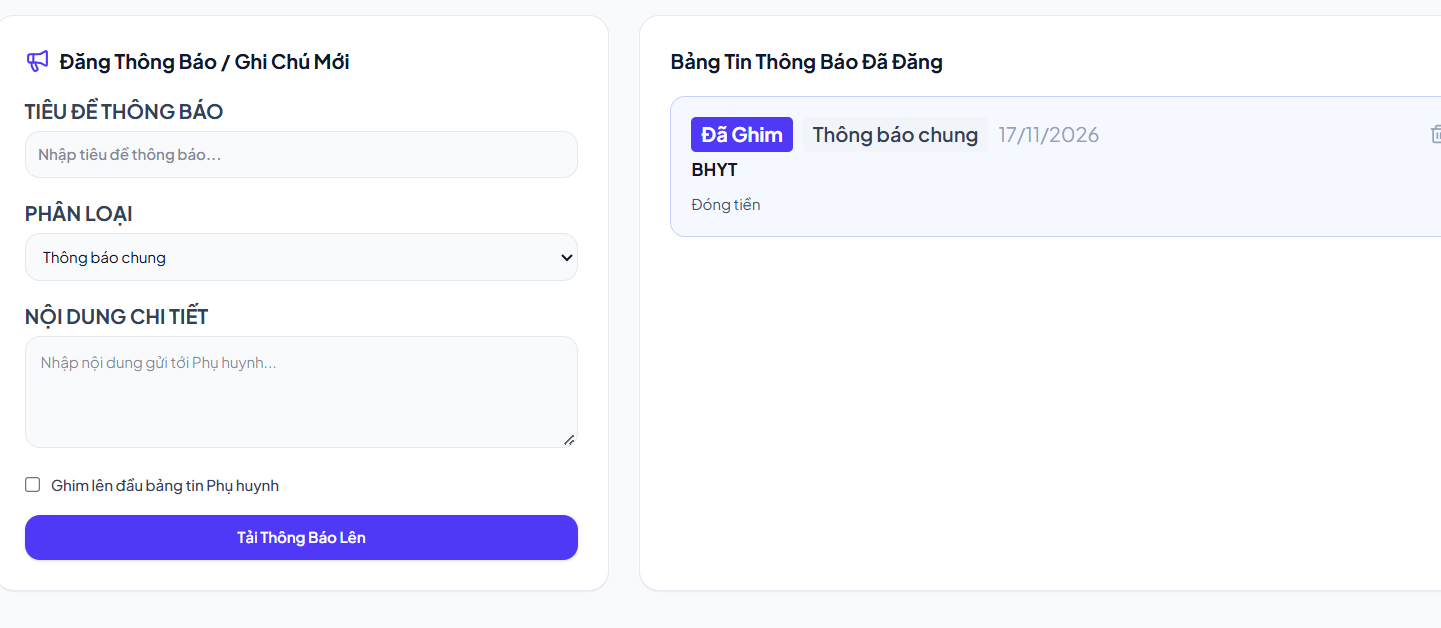 Đăng Thông Báo / Ghi Chú Mới
TIÊU ĐỀ THÔNG BÁO
Nhập tiêu đề thông báo...
PHÂN LOẠI
Thông báo chung
NỘI DUNG CHI TIẾT
Nhập nội dung gửi tới Phụ huynh...
Ghim lên đầu bảng tin Phụ huynh
Tải Thông Báo Lên
Bảng Tin Thông Báo Đã Đăng
Đã Ghim Thông báo chung 17/11/2026
BHYT
Đóng tiền